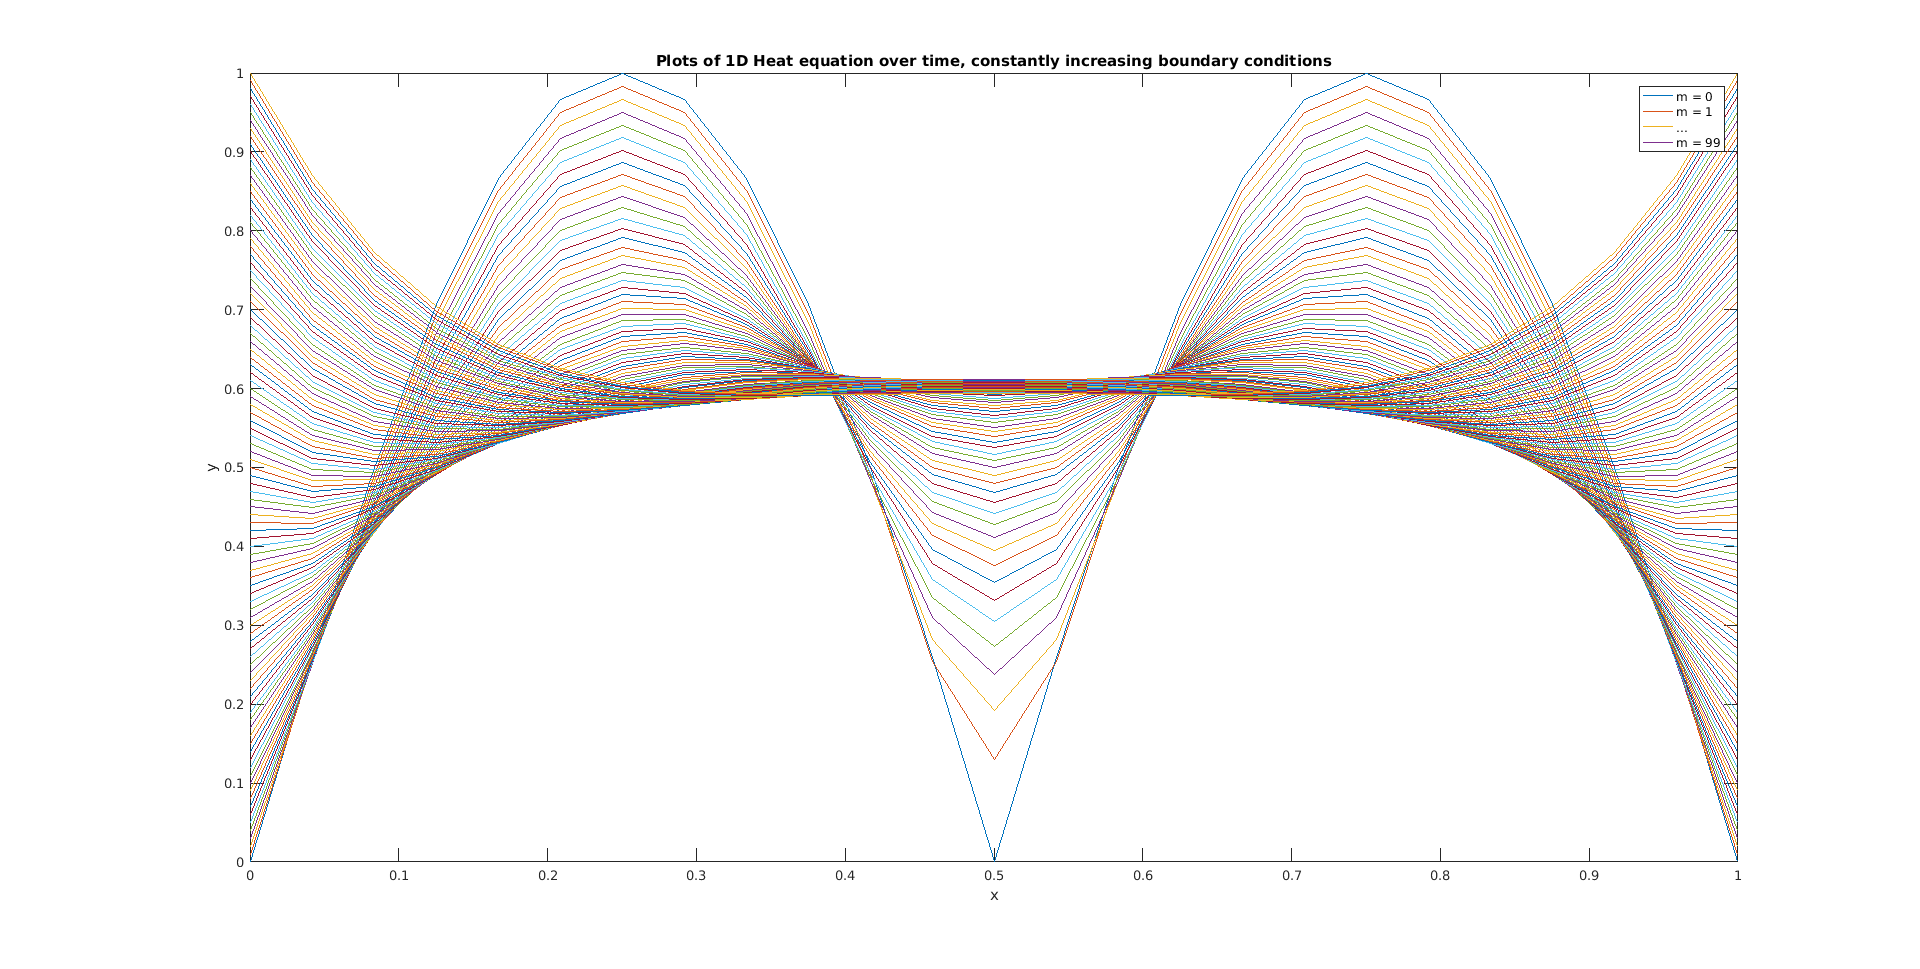 Plots of 1D Heat equation over time, constantly increasing boundary conditions
m = 0
m = 1
...
m = 99
1
0.9
0.8
0.7
0.6
0.5
0.4
0.3
0.2
0.1
0
y
0 0.1 0.2 0.3 0.4 0.5 0.6 0.7 0.8 0.9 1
x